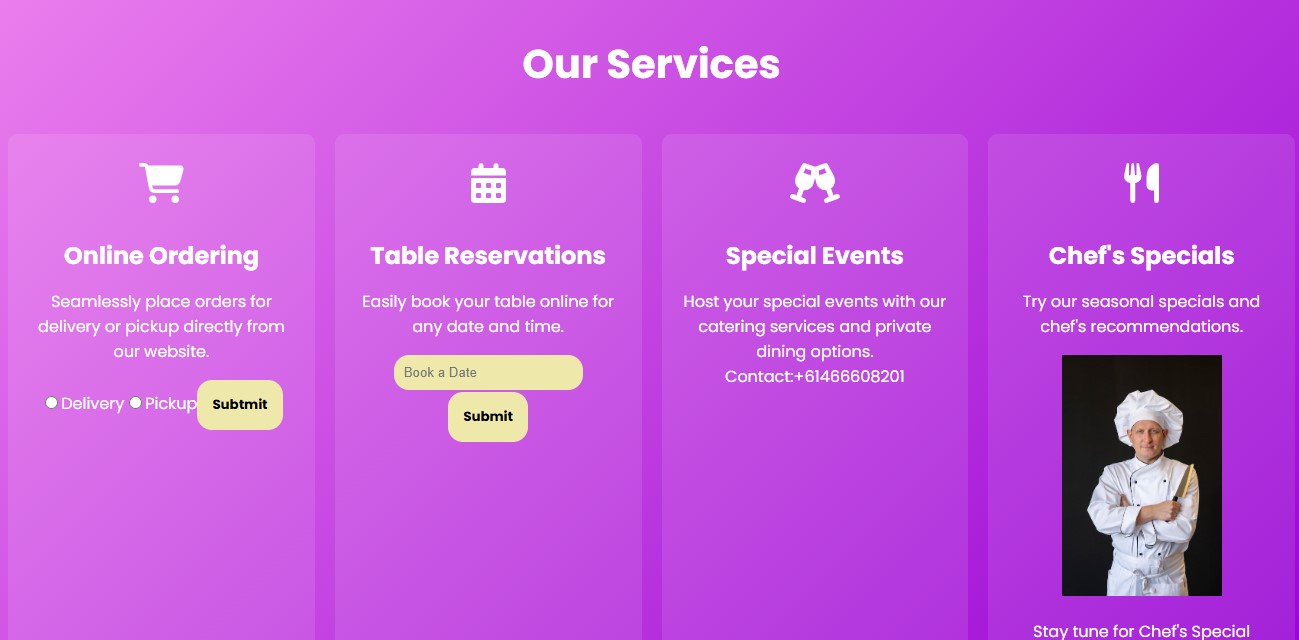 Our Services
Online Ordering
Seamlessly place orders for
delivery or pickup directly from
our website.
Delivery Pickup Subtmit
Table Reservations
Easily book your table online for
any date and time.
Book a Date
Submit
Special Events
Host your special events with our
catering services and private
dining options.
Contact:+61466608201
Chef's Specials
Try our seasonal specials and
chef's recommendations.
Stay tune for Chef's Special